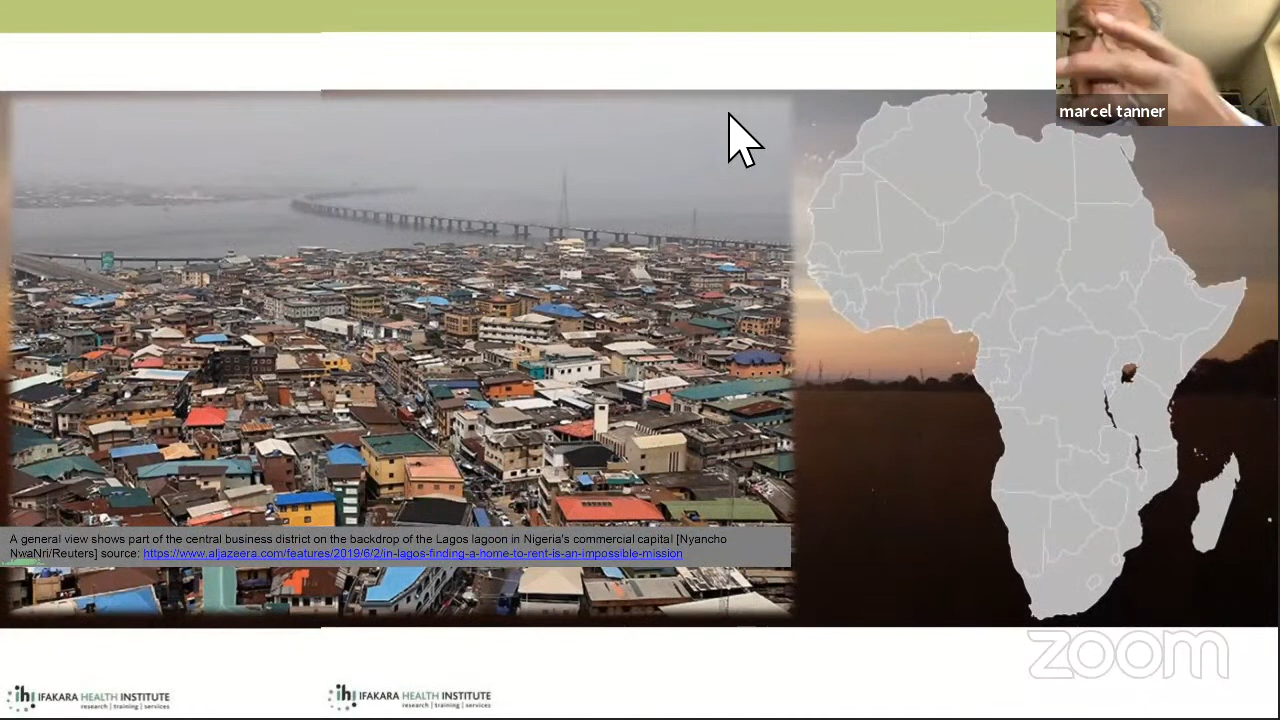 marcel tanner
A general view shows part of the central business district on the backdrop of the Lagos lagoon in Nigeria's commercial capital [Nyancho
NwaNri/Reuters] source: https://www.aljazeera.com/features/2019/6/2/in-lagos-finding-a-home-to-rent-is-an-impossible-mission
zoom
ihi IFAKARA HEALTH INSTITUTE
research | training | services
ihi IFAKARA HEALTH INSTITUTE
research | training | services